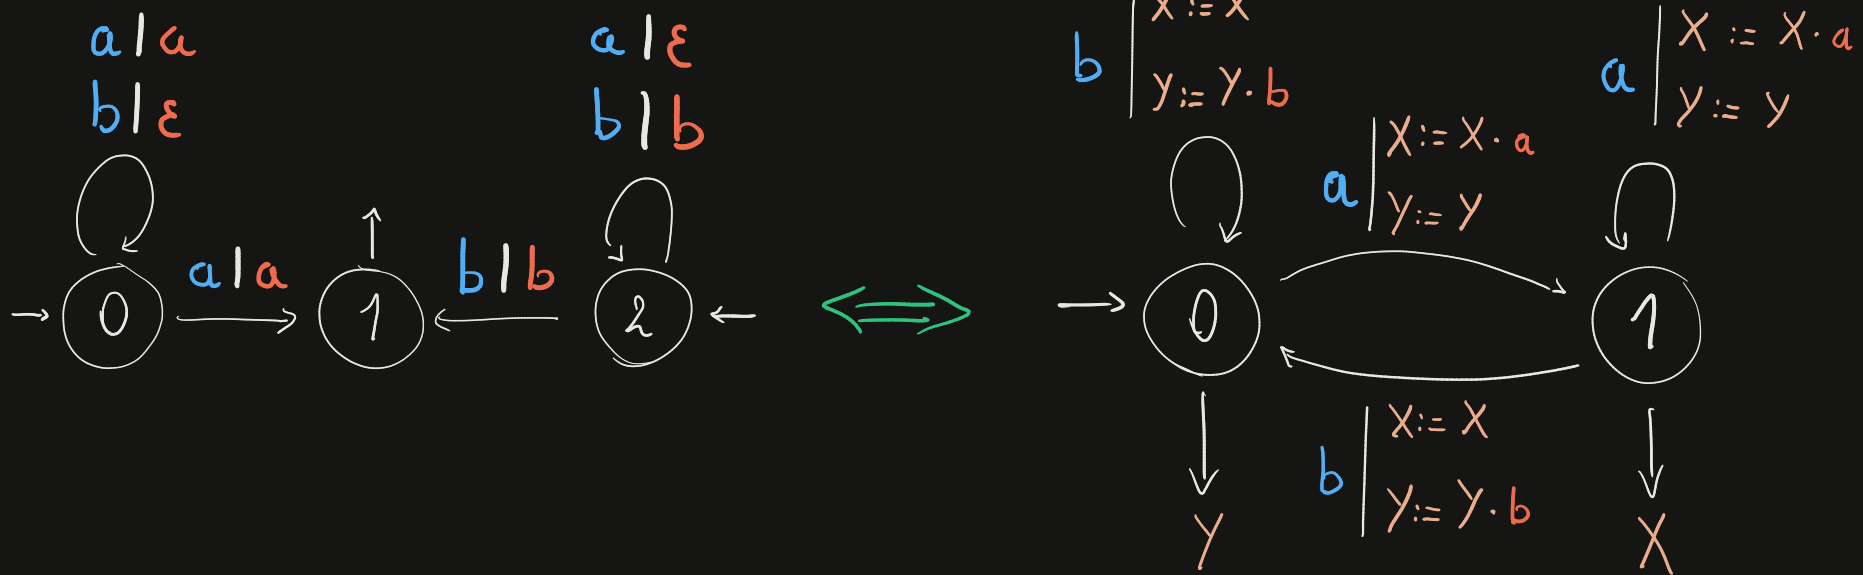 a|a
b|ε
a|ε
b|b
0
a|a
1
b|b
2
b
X := X
Y := Y·b
a
X := X·a
Y := Y
a
X := X·a
Y := Y
0
1
b
X := X
Y := Y·b
Y
X